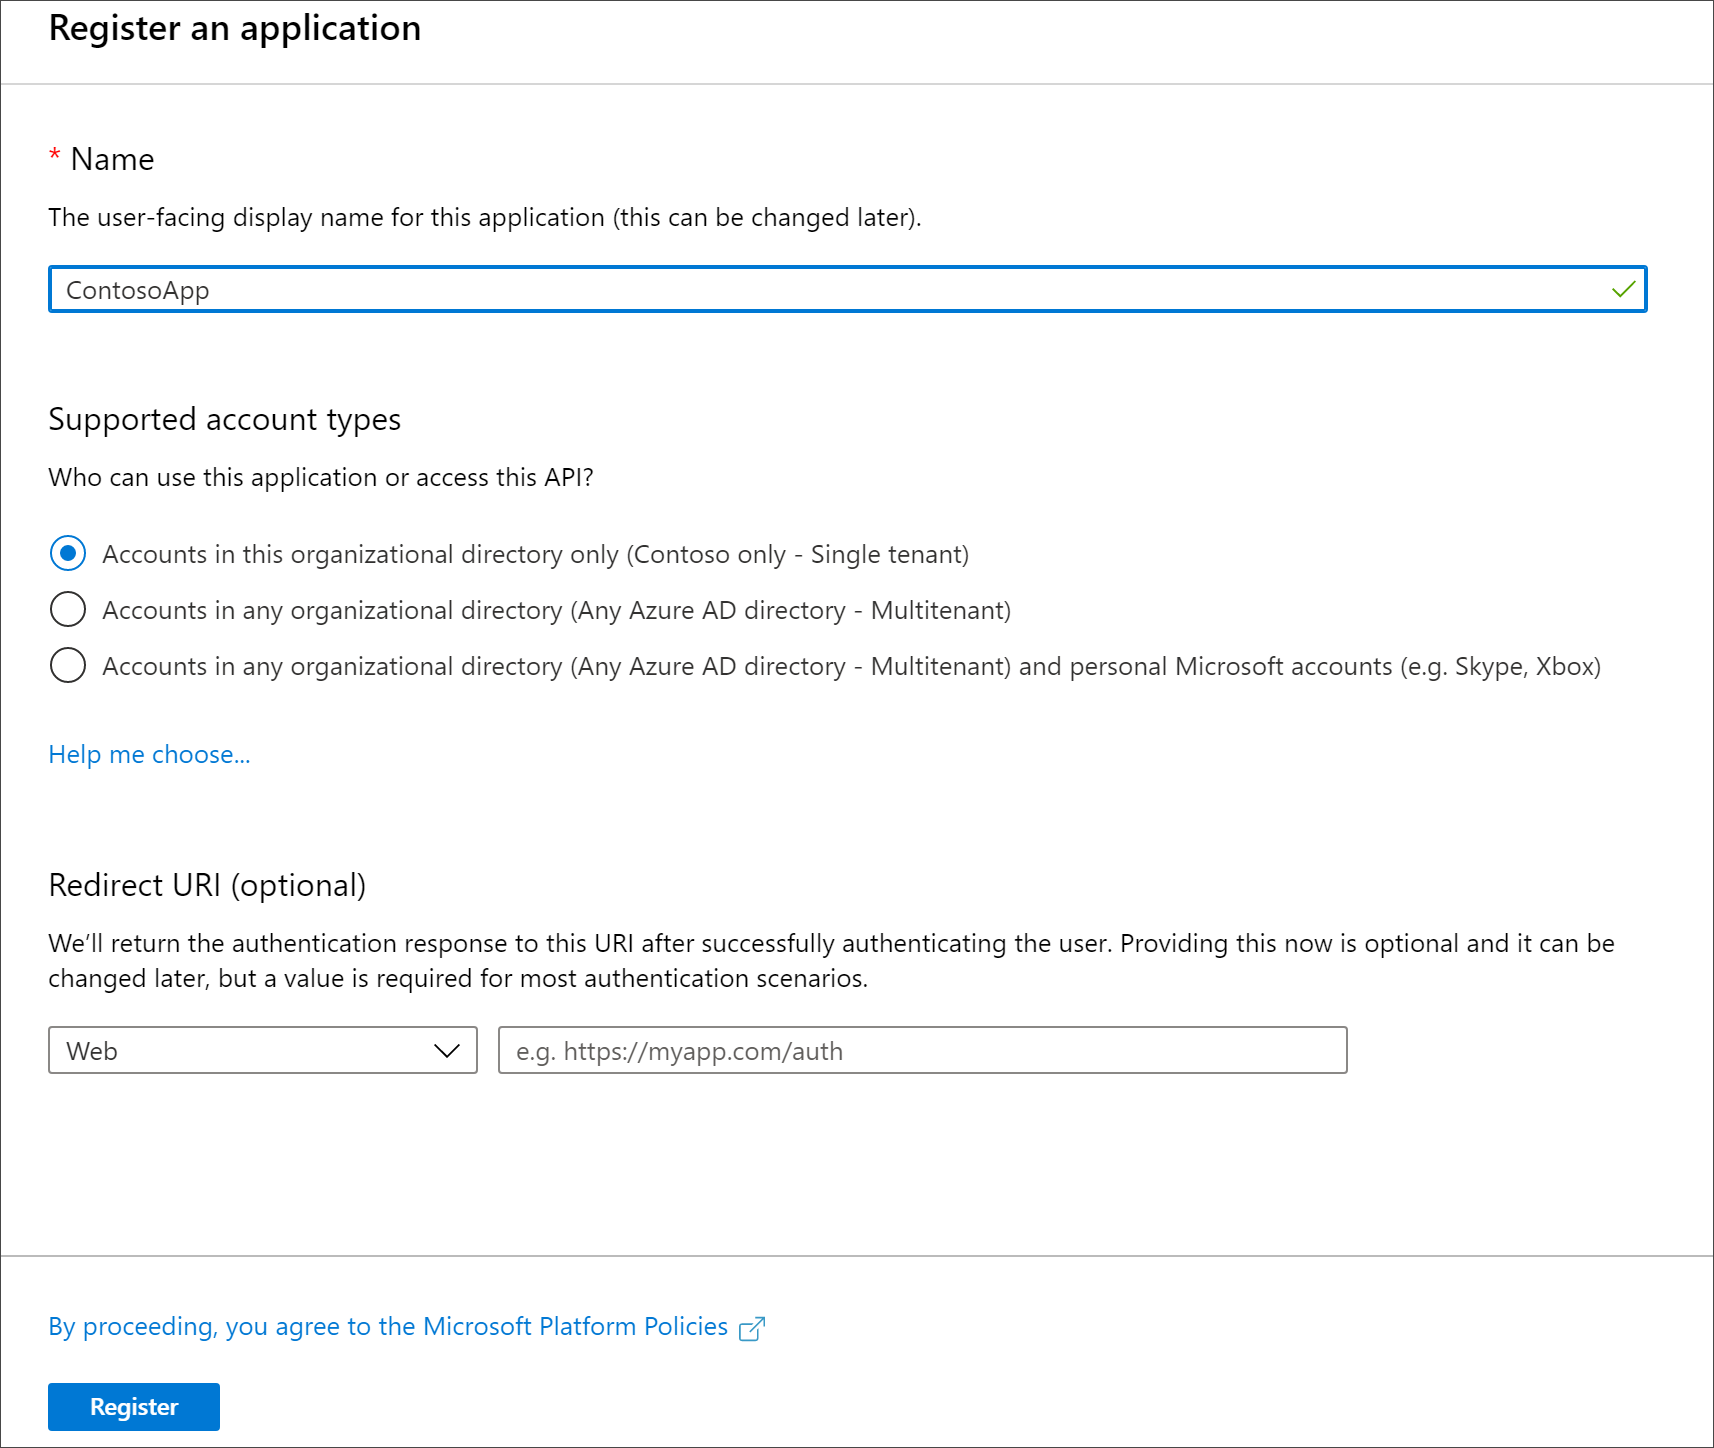 Register an application
* Name
The user-facing display name for this application (this can be changed later).
ContosoApp
Supported account types
Who can use this application or access this API?
Accounts in this organizational directory only (Contoso only - Single tenant)
Accounts in any organizational directory (Any Azure AD directory - Multitenant)
Accounts in any organizational directory (Any Azure AD directory - Multitenant) and personal Microsoft accounts (e.g. Skype, Xbox)
Help me choose...
Redirect URI (optional)
We’ll return the authentication response to this URI after successfully authenticating the user. Providing this now is optional and it can be
changed later, but a value is required for most authentication scenarios.
Web
e.g. https://myapp.com/auth
By proceeding, you agree to the Microsoft Platform Policies
Register